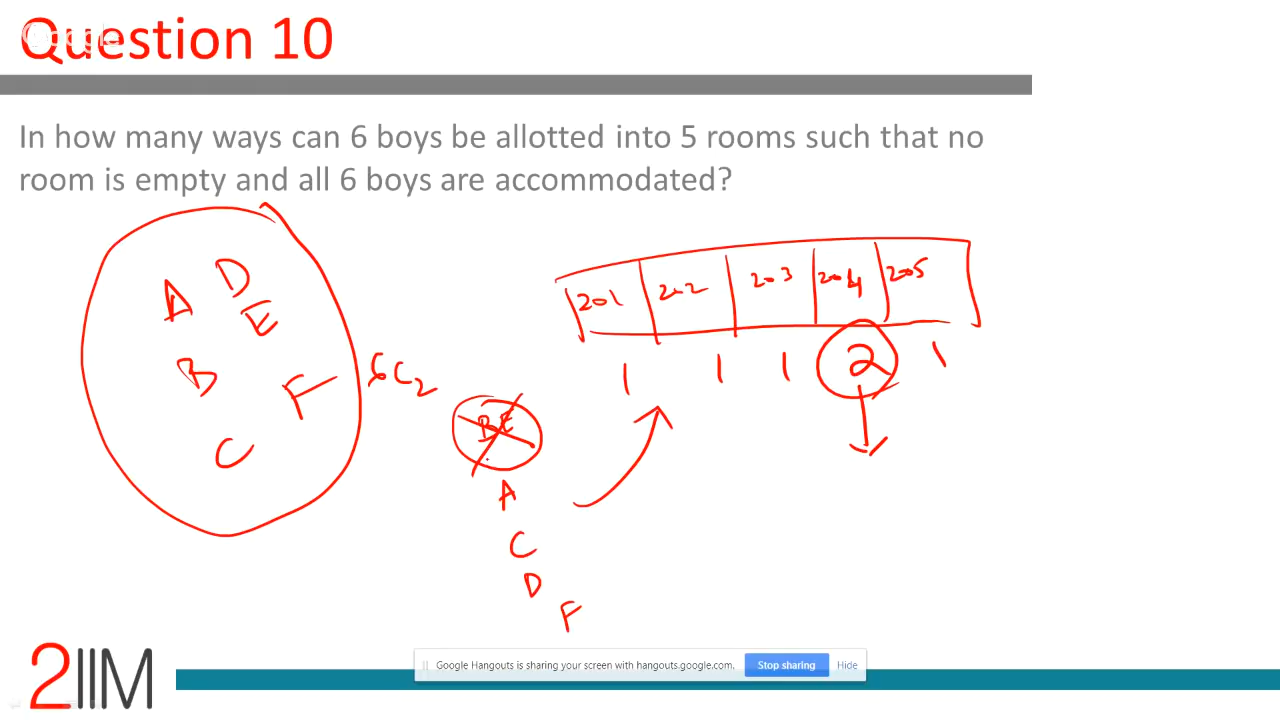 Question 10
Google
In how many ways can 6 boys be allotted into 5 rooms such that no
room is empty and all 6 boys are accommodated?
A D
E
B
F
C
6C2
201 202 203 204 205
1 1 1 2 1
BE
A
C
D
F
2IIM
Google Hangouts is sharing your screen with hangouts.google.com. Stop sharing Hide